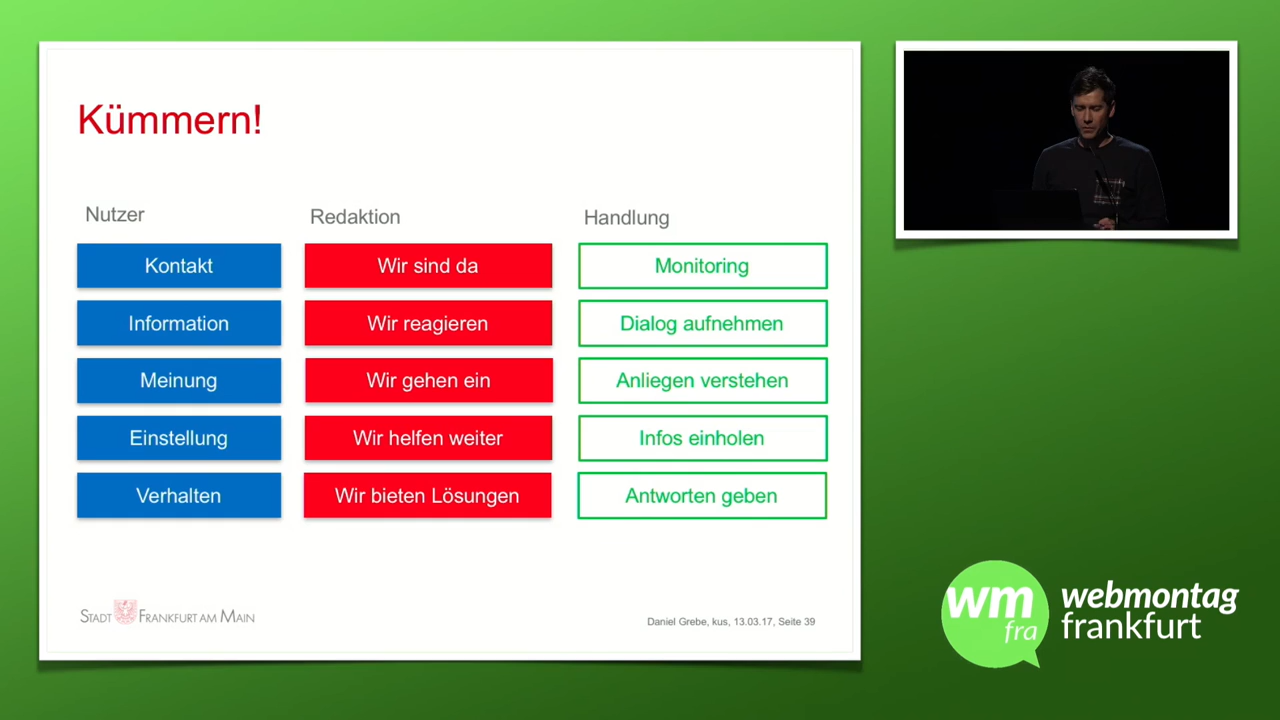 Kümmern!
Nutzer Redaktion Handlung
Kontakt Wir sind da Monitoring
Information Wir reagieren Dialog aufnehmen
Meinung Wir gehen ein Anliegen verstehen
Einstellung Wir helfen weiter Infos einholen
Verhalten Wir bieten Lösungen Antworten geben
STADT FRANKFURT AM MAIN
Daniel Grebe, kus, 13.03.17, Seite 39
wm fra
webmontag
frankfurt